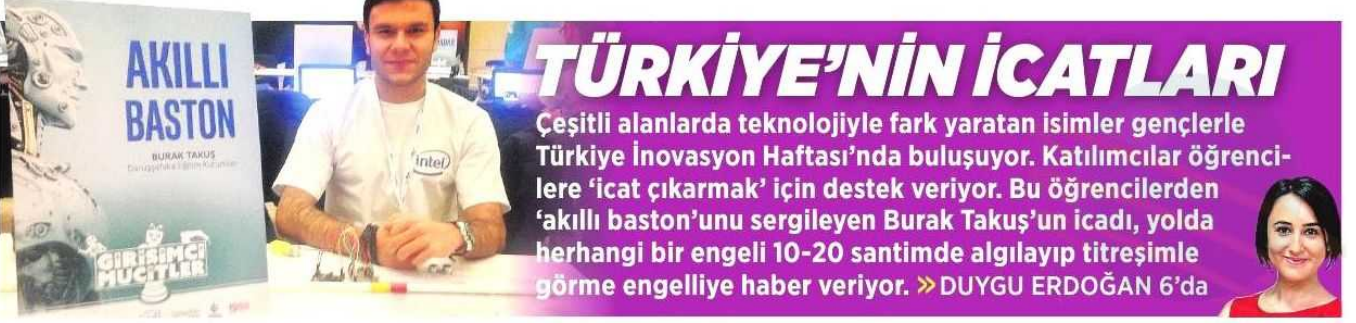 AKILLI
BASTON
BURAK TAKUŞ
Darüşşafaka Eğitim Kurumları
GİRİŞİMCİ
MUCİTLER
intel
TÜRKİYE’NİN İCATLARI
Çeşitli alanlarda teknolojiyle fark yaratan isimler gençlerle
Türkiye İnovasyon Haftası’nda buluşuyor. Katılımcılar öğrenci-
lere ‘icat çıkarmak’ için destek veriyor. Bu öğrencilerden
‘akıllı baston’unu sergileyen Burak Takuş’un icadı, yolda
herhangi bir engeli 10-20 santimde algılayıp titreşimle
görme engelliye haber veriyor. » DUYGU ERDOĞAN 6’da